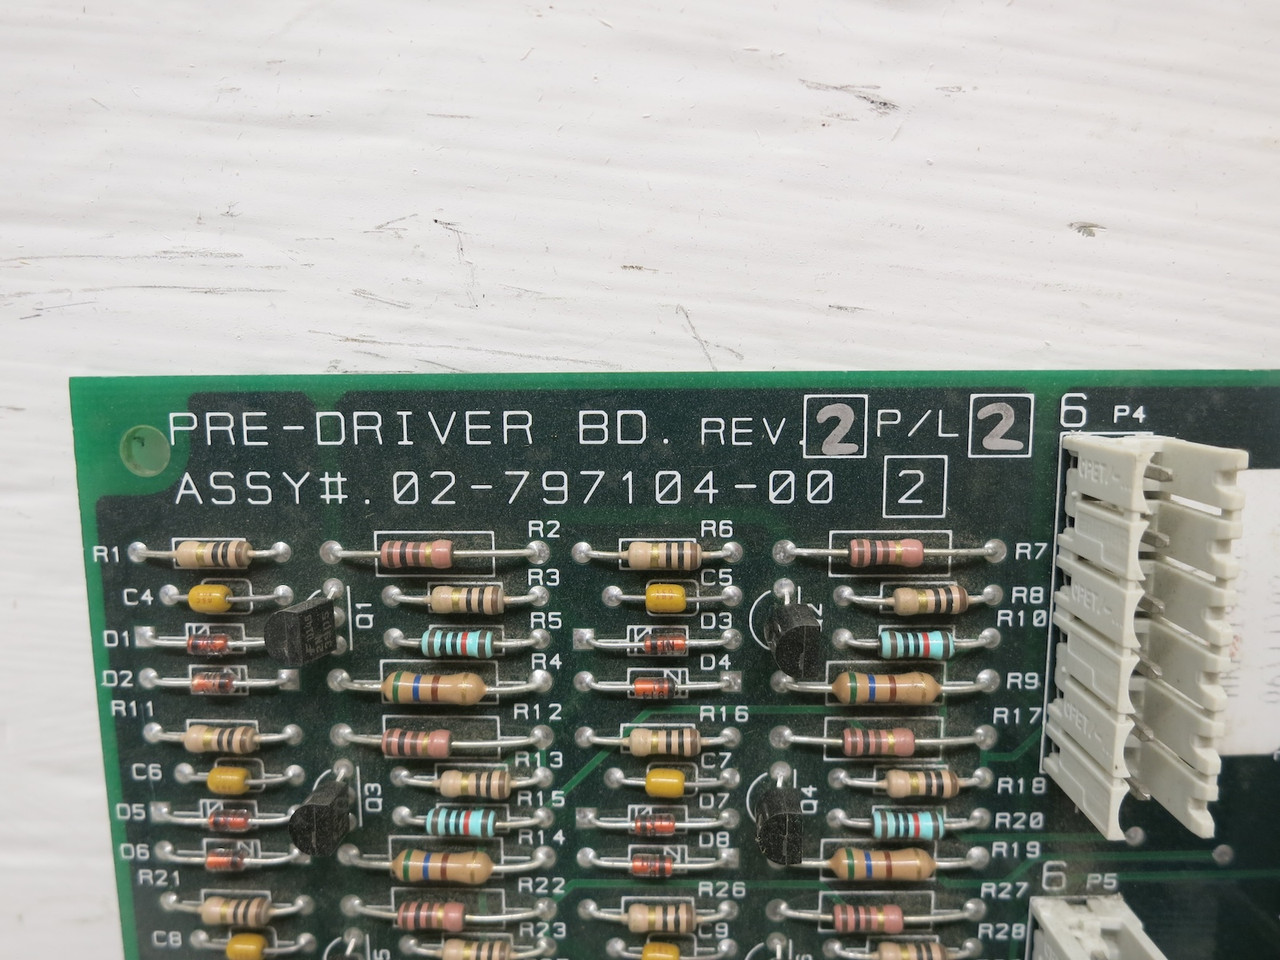 PRE-DRIVER BD. REV. 2 P/L 2
ASSY#. 02-797104-00 2
6 P4
R1 R2 R6 R7
C4 R3 C5 R8
D1 Q1 R5 D3 R10
D2 R4 D4 R9
R11 R12 R16 R17
C6 R13 C7 R18
D5 Q3 R15 D7 Q4 R20
D6 R14 D8 R19
R21 R22 R26 R27
6 P5
C8 R23 C9 R28